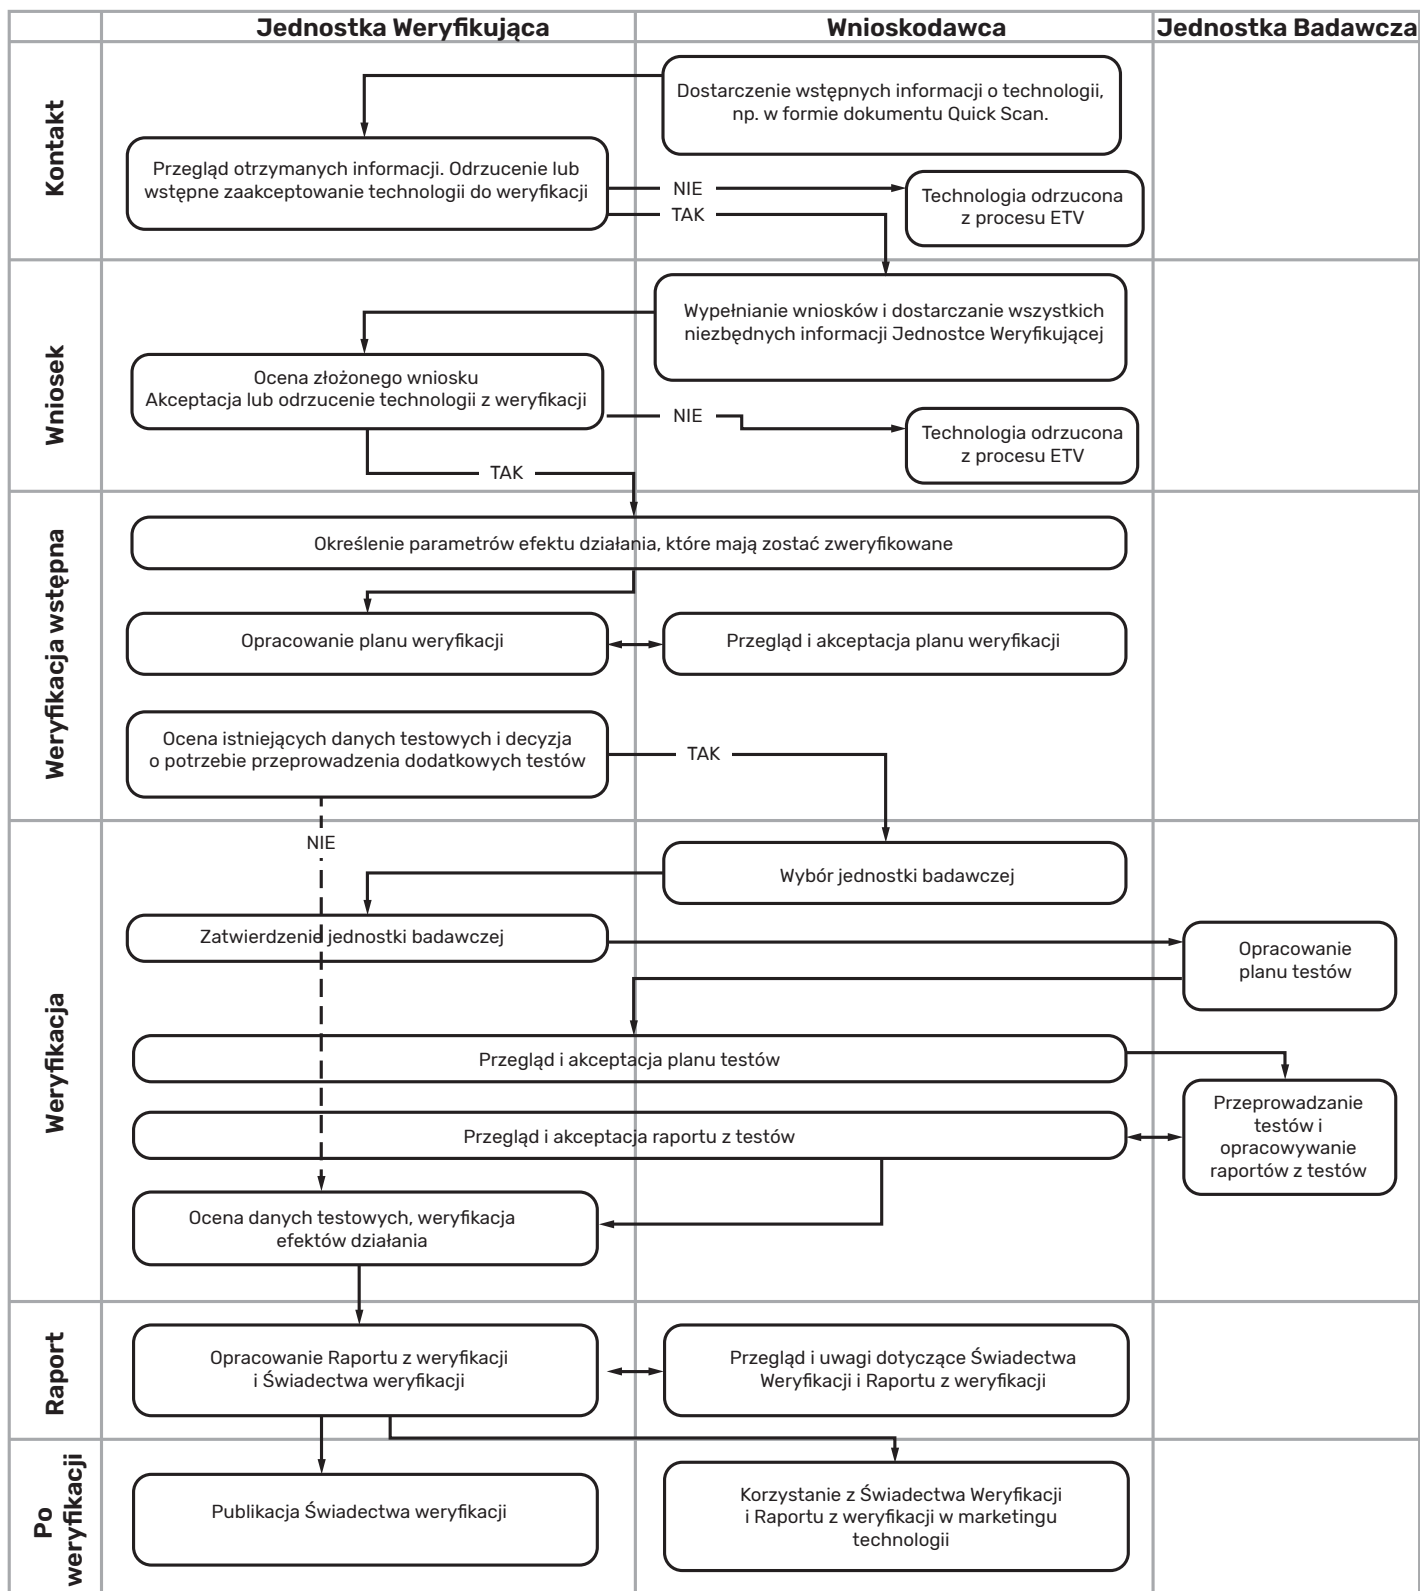 Jednostka Weryfikująca
Wnioskodawca
Jednostka Badawcza
Kontakt
Dostarczenie wstępnych informacji o technologii,
np. w formie dokumentu Quick Scan.
Przegląd otrzymanych informacji. Odrzucenie lub
wstępne zaakceptowanie technologii do weryfikacji
NIE
TAK
Technologia odrzucona
z procesu ETV
Wniosek
Wypełnianie wniosków i dostarczanie wszystkich
niezbędnych informacji Jednostce Weryfikującej
Ocena złożonego wniosku
Akceptacja lub odrzucenie technologii z weryfikacji
NIE
Technologia odrzucona
z procesu ETV
TAK
Weryfikacja wstępna
Określenie parametrów efektu działania, które mają zostać zweryfikowane
Opracowanie planu weryfikacji
Przegląd i akceptacja planu weryfikacji
Ocena istniejących danych testowych i decyzja
o potrzebie przeprowadzenia dodatkowych testów
TAK
NIE
Weryfikacja
Wybór jednostki badawczej
Zatwierdzenie jednostki badawczej
Opracowanie
planu testów
Przegląd i akceptacja planu testów
Przeprowadzanie
testów i
opracowywanie
raportów z testów
Przegląd i akceptacja raportu z testów
Ocena danych testowych, weryfikacja
efektów działania
Raport
Opracowanie Raportu z weryfikacji
i Świadectwa weryfikacji
Przegląd i uwagi dotyczące Świadectwa
Weryfikacji i Raportu z weryfikacji
Po
weryfikacji
Publikacja Świadectwa weryfikacji
Korzystanie z Świadectwa Weryfikacji
i Raportu z weryfikacji w marketingu
technologii